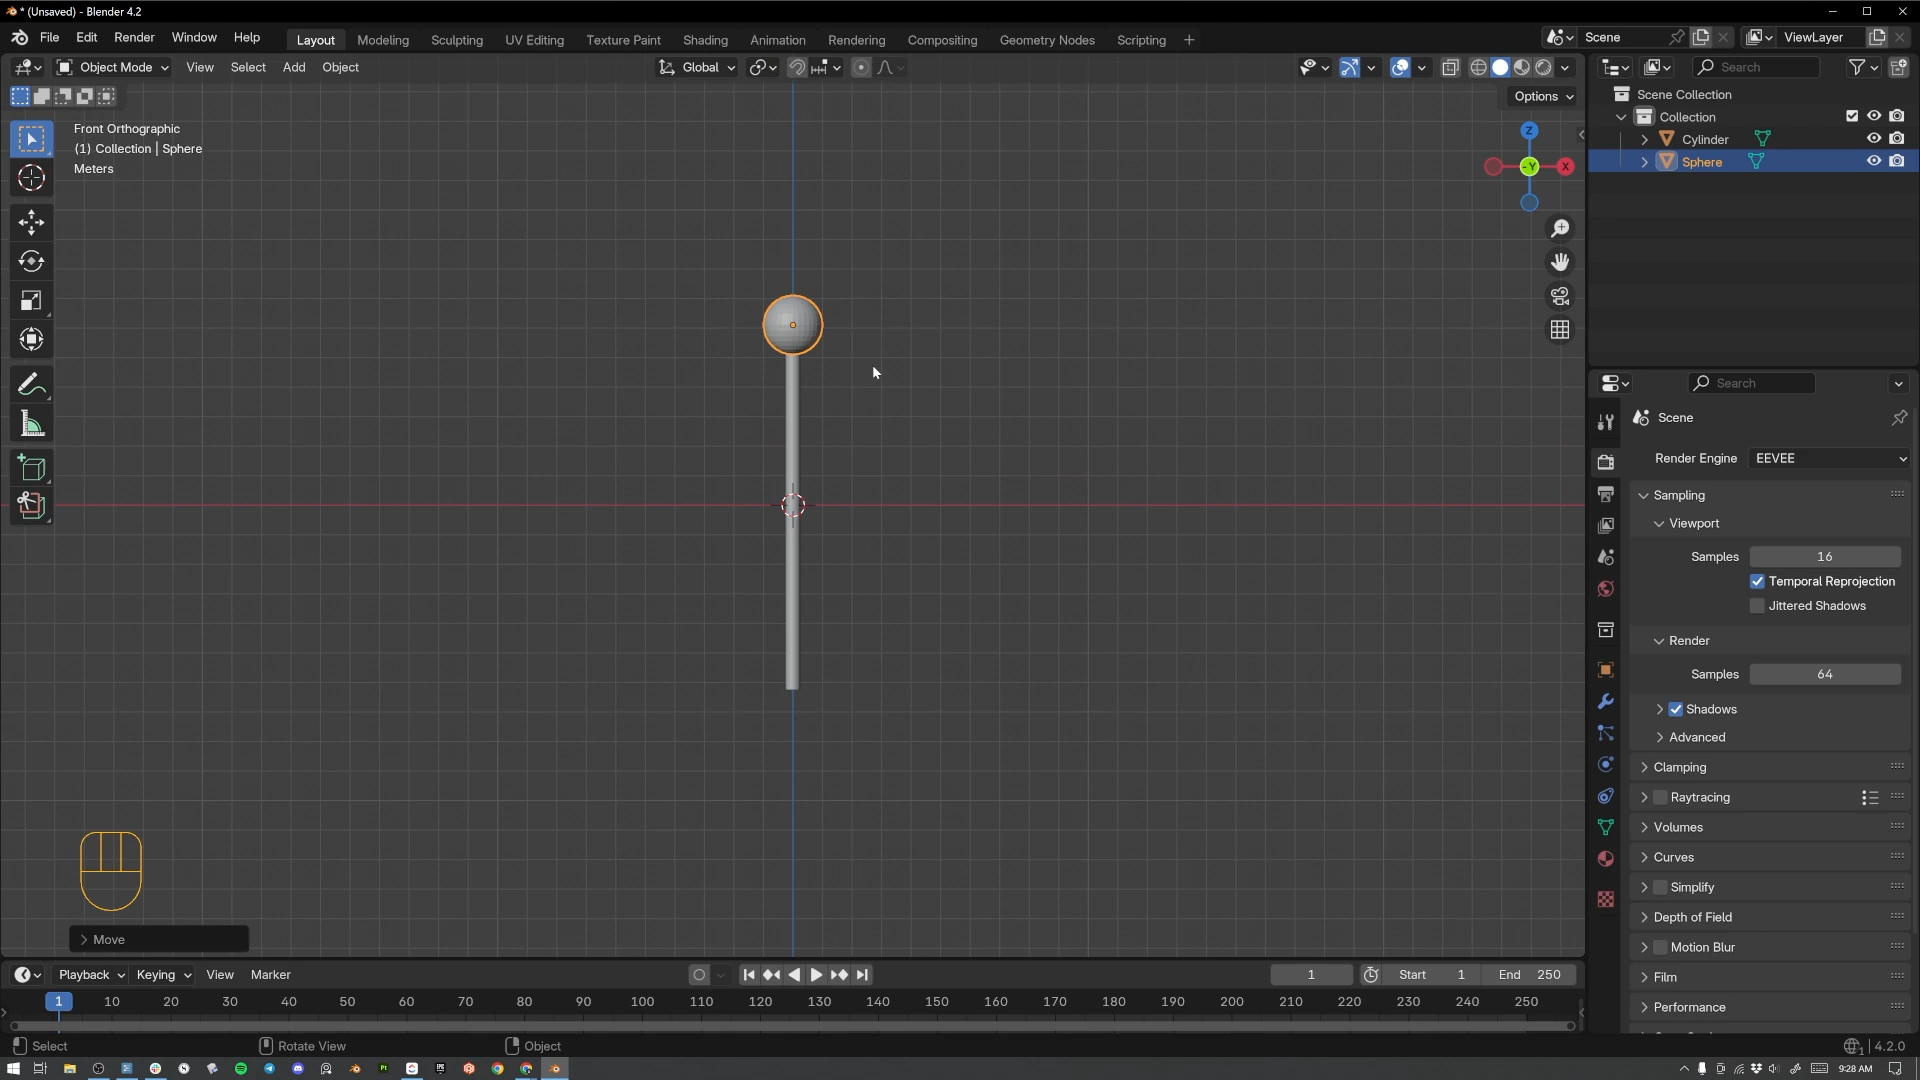 * (Unsaved) - Blender 4.2
File Edit Render Window Help
Layout Modeling Sculpting UV Editing Texture Paint Shading Animation Rendering Compositing Geometry Nodes Scripting +
Scene
ViewLayer
Object Mode View Select Add Object
Global
Search
Options
Front Orthographic
(1) Collection | Sphere
Meters
Z
-Y
X
Scene Collection
Collection
Cylinder
Sphere
Search
Scene
Render Engine EEVEE
Sampling
Viewport
Samples 16
Temporal Reprojection
Jittered Shadows
Render
Samples 64
Shadows
Advanced
Clamping
Raytracing
Volumes
Curves
Simplify
Depth of Field
Motion Blur
Film
Performance
Move
Playback Keying View Marker
1 Start 1 End 250
1 10 20 30 40 50 60 70 80 90 100 110 120 130 140 150 160 170 180 190 200 210 220 230 240 250
Select Rotate View Object
4.2.0
9:28 AM